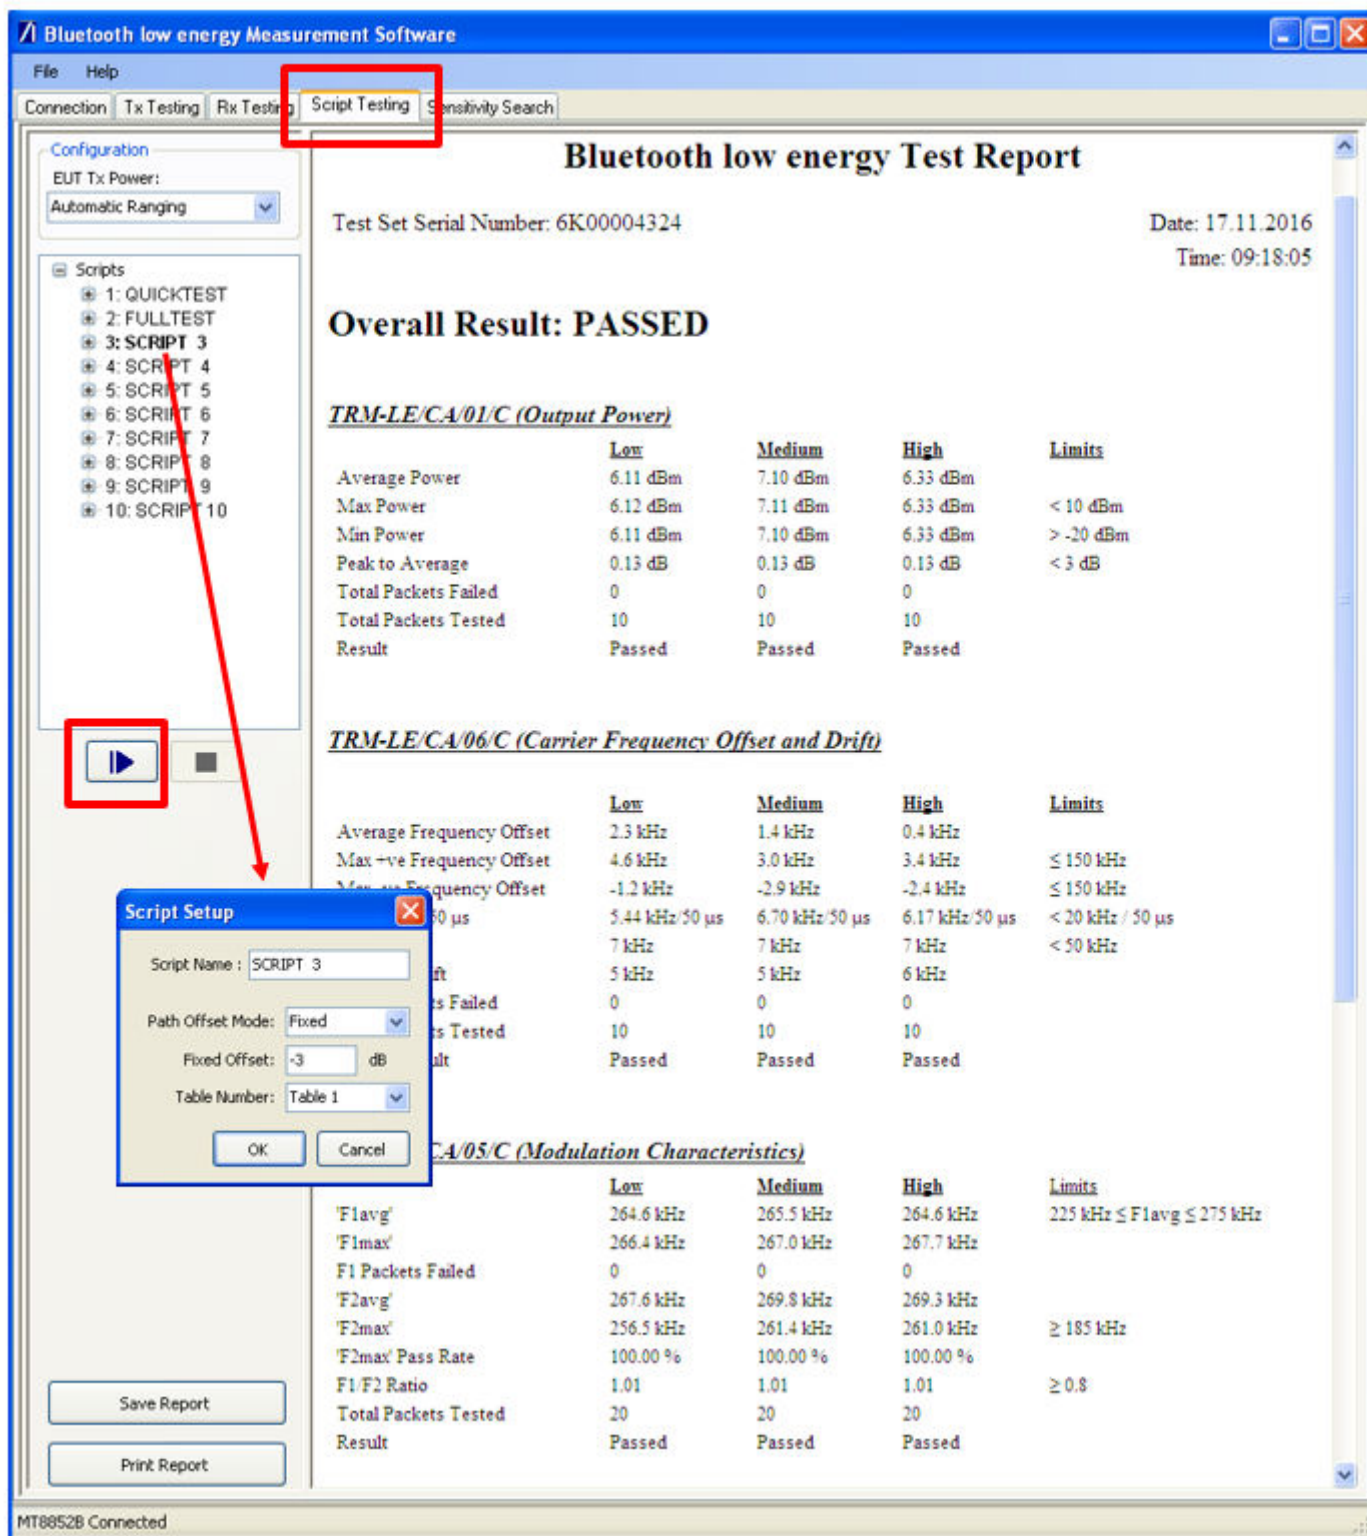 Bluetooth low energy Measurement Software
File Help
Connection Tx Testing Rx Testing Script Testing Sensitivity Search
Configuration
EUT Tx Power:
Automatic Ranging
Scripts
1: QUICKTEST
2: FULLTEST
3: SCRIPT 3
4: SCRIPT 4
5: SCRIPT 5
6: SCRIPT 6
7: SCRIPT 7
8: SCRIPT 8
9: SCRIPT 9
10: SCRIPT 10
Bluetooth low energy Test Report
Test Set Serial Number: 6K00004324 Date: 17.11.2016
Time: 09:18:05
Overall Result: PASSED
TRM-LE/CA/01/C (Output Power)
Low Medium High Limits
Average Power 6.11 dBm 7.10 dBm 6.33 dBm
Max Power 6.12 dBm 7.11 dBm 6.33 dBm < 10 dBm
Min Power 6.11 dBm 7.10 dBm 6.33 dBm > -20 dBm
Peak to Average 0.13 dB 0.13 dB 0.13 dB < 3 dB
Total Packets Failed 0 0 0
Total Packets Tested 10 10 10
Result Passed Passed Passed
TRM-LE/CA/06/C (Carrier Frequency Offset and Drift)
Low Medium High Limits
Average Frequency Offset 2.3 kHz 1.4 kHz 0.4 kHz
Max +ve Frequency Offset 4.6 kHz 3.0 kHz 3.4 kHz ≤ 150 kHz
Max -ve Frequency Offset -1.2 kHz -2.9 kHz -2.4 kHz ≤ 150 kHz
50 µs 5.44 kHz/50 µs 6.70 kHz/50 µs 6.17 kHz/50 µs < 20 kHz / 50 µs
7 kHz 7 kHz 7 kHz < 50 kHz
ft 5 kHz 5 kHz 6 kHz
ts Failed 0 0 0
ts Tested 10 10 10
ult Passed Passed Passed
Script Setup
Script Name : SCRIPT 3
Path Offset Mode: Fixed
Fixed Offset: -3 dB
Table Number: Table 1
OK Cancel
CA/05/C (Modulation Characteristics)
Low Medium High Limits
'F1avg' 264.6 kHz 265.5 kHz 264.6 kHz 225 kHz ≤ F1avg ≤ 275 kHz
'F1max' 266.4 kHz 267.0 kHz 267.7 kHz
F1 Packets Failed 0 0 0
'F2avg' 267.6 kHz 269.8 kHz 269.3 kHz
'F2max' 256.5 kHz 261.4 kHz 261.0 kHz ≥ 185 kHz
'F2max' Pass Rate 100.00 % 100.00 % 100.00 %
F1/F2 Ratio 1.01 1.01 1.01 ≥ 0.8
Total Packets Tested 20 20 20
Result Passed Passed Passed
Save Report
Print Report
MT8852B Connected